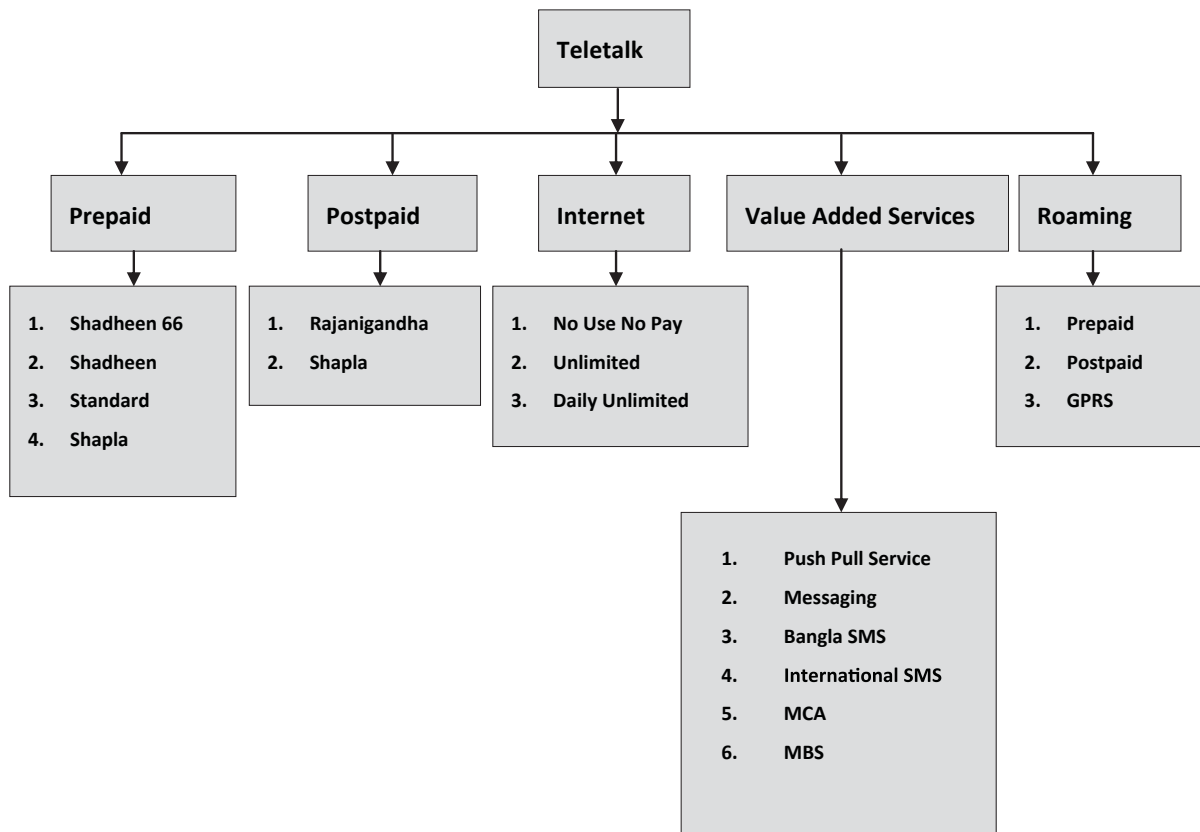 Teletalk
Prepaid
Postpaid
Internet
Value Added Services
Roaming
1. Shadheen 66
2. Shadheen
3. Standard
4. Shapla
1. Rajanigandha
2. Shapla
1. No Use No Pay
2. Unlimited
3. Daily Unlimited
1. Prepaid
2. Postpaid
3. GPRS
1. Push Pull Service
2. Messaging
3. Bangla SMS
4. International SMS
5. MCA
6. MBS